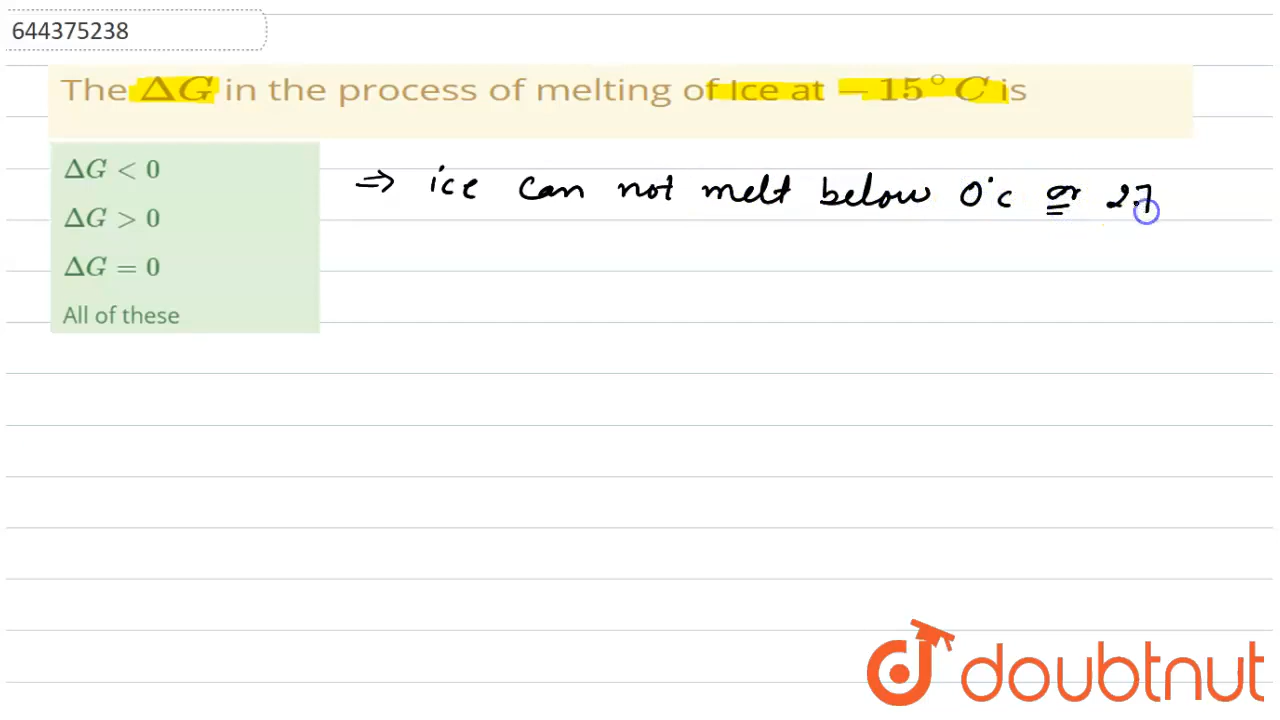 644375238
The ΔG in the process of melting of Ice at −15°C is
ΔG < 0
⇒ ice can not melt below 0°c or 27
ΔG > 0
ΔG = 0
All of these
doubtnut